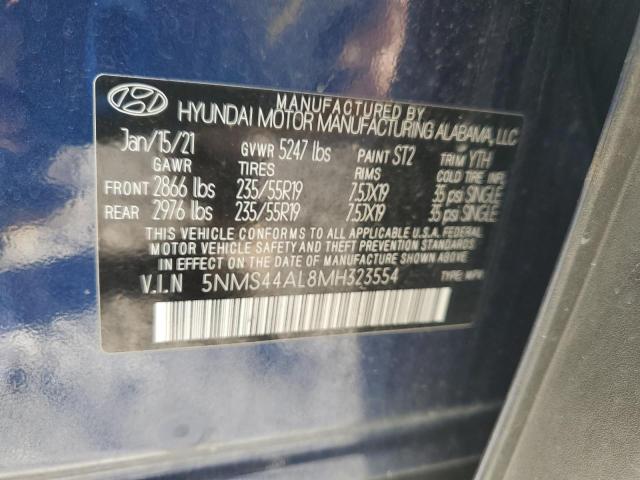 MANUFACTURED BY
HYUNDAI MOTOR MANUFACTURING ALABAMA, LLC
Jan/15/21 GVWR 5247 lbs PAINT ST2 TRIM YTH
GAWR TIRES RIMS COLD TIRE INFL
FRONT 2866 lbs 235/55R19 7.5JX19 35 psi SINGLE
REAR 2976 lbs 235/55R19 7.5JX19 35 psi SINGLE
THIS VEHICLE CONFORMS TO ALL APPLICABLE U.S.A. FEDERAL
MOTOR VEHICLE SAFETY AND THEFT PREVENTION STANDARDS
IN EFFECT ON THE DATE OF MANUFACTURE SHOWN ABOVE.
V.I.N 5NMS44AL8MH323554 TYPE: MPV